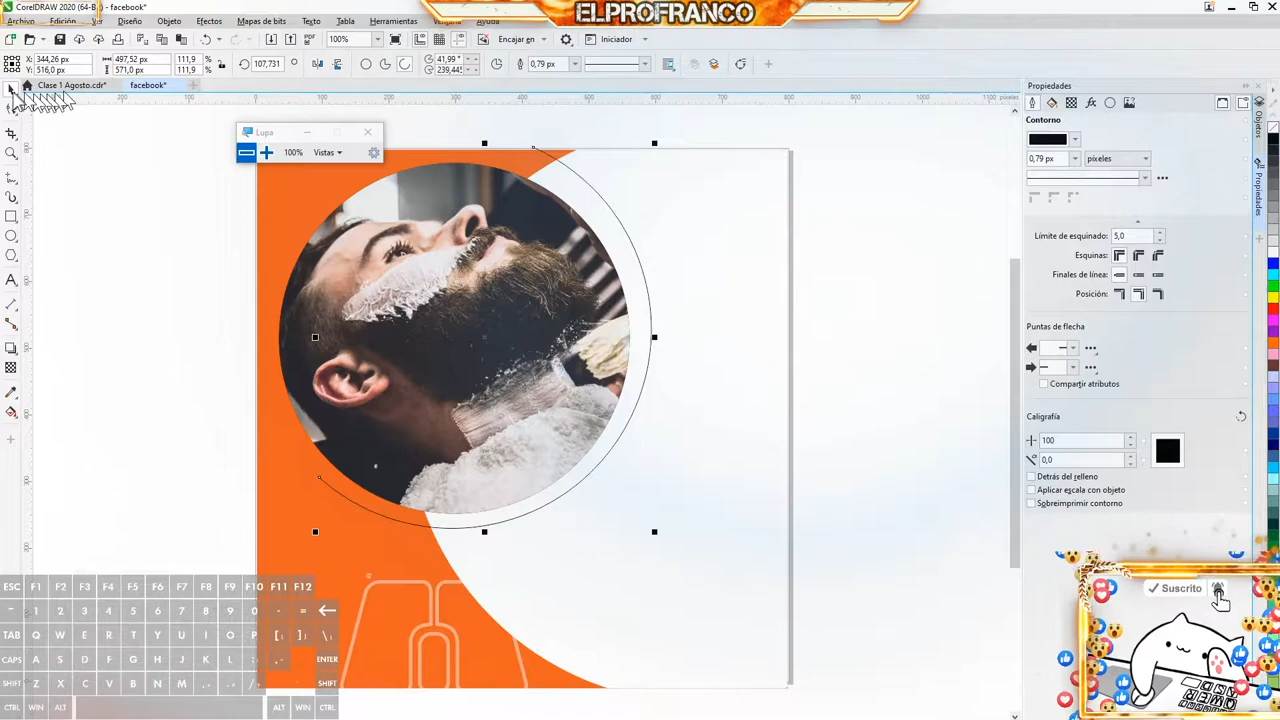 CorelDRAW 2020 (64-B
facebook*
ELPROFRANCO
Archivo Edición Ver Diseño Objeto Efectos Mapas de bits Texto Tabla Herramientas Ventana Ayuda
PDF
100%
Encajar en
Iniciador
X: 344,26 px
Y: 516,0 px
497,52 px
571,0 px
111,9 %
111,9 %
107,731
41,99 °
239,44
0,79 px
Clase 1 Agosto.cdr*
facebook*
píxeles
Lupa
100%
Vistas
Propiedades
Contorno
0,79 px
píxeles
Límite de esquinado: 5,0
Esquinas:
Finales de línea:
Posición:
Puntas de flecha
Compartir atributos
Caligrafía
100
0,0
Detrás del relleno
Aplicar escala con objeto
Sobreimprimir contorno
Objetos
Propiedades
ESC F1 F2 F3 F4 F5 F6 F7 F8 F9 F10 F11 F12
1 2 3 4 5 6 7 8 9 0 - =
TAB Q W E R T Y U I O P [ ] \
CAPS A S D F G H J K L ENTER
SHIFT Z X C V B N M , . / SHIFT
CTRL WIN ALT ALT WIN CTRL
Suscrito